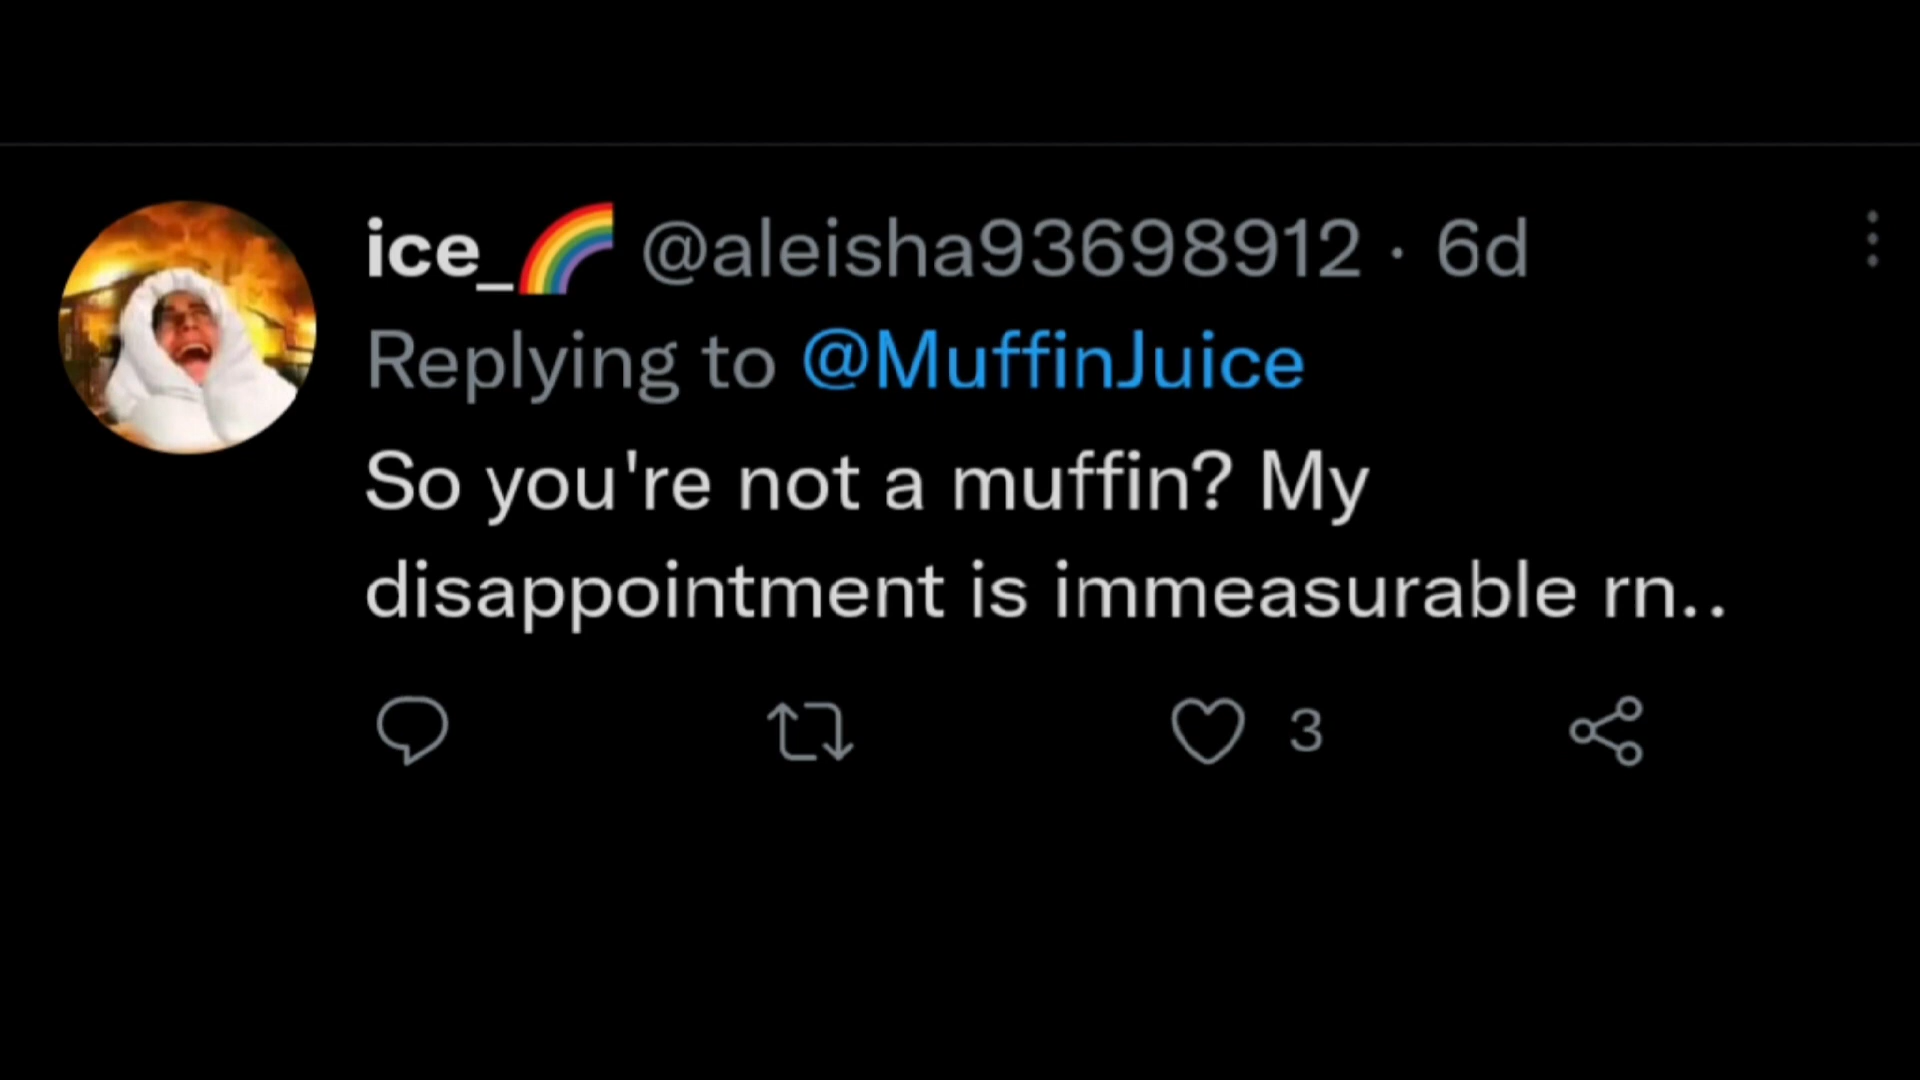 ice_🌈 @aleisha93698912 · 6d
Replying to @MuffinJuice
So you're not a muffin? My
disappointment is immeasurable rn..
3